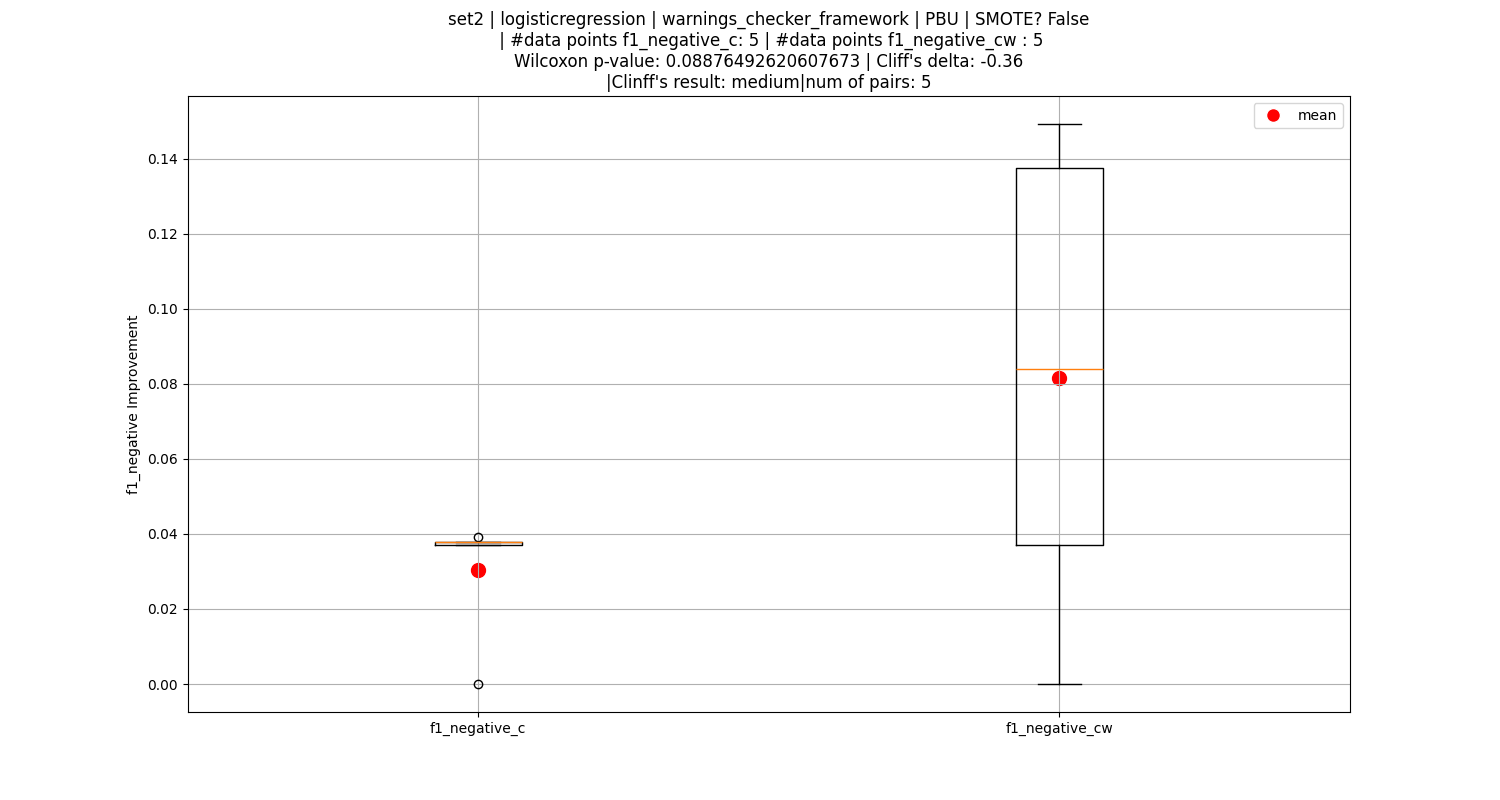 set2 | logisticregression | warnings_checker_framework | PBU | SMOTE? False
| #data points f1_negative_c: 5 | #data points f1_negative_cw : 5
Wilcoxon p-value: 0.08876492620607673 | Cliff's delta: -0.36
|Clinff's result: medium|num of pairs: 5
mean
f1_negative Improvement
0.14
0.12
0.10
0.08
0.06
0.04
0.02
0.00
f1_negative_c
f1_negative_cw